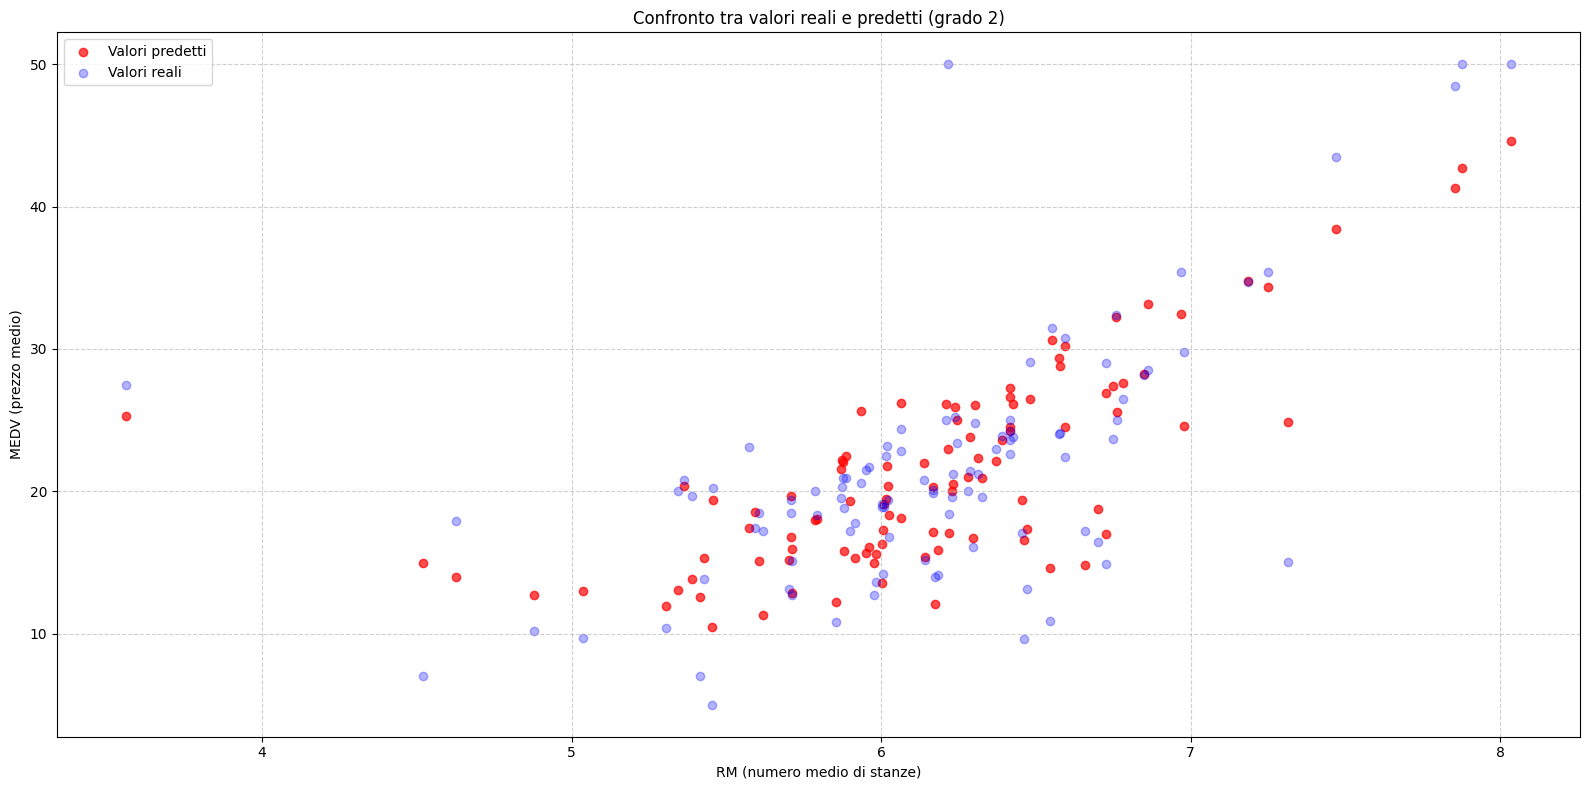 Confronto tra valori reali e predetti (grado 2)
Valori predetti
Valori reali
50
40
30
20
10
MEDV (prezzo medio)
4 5 6 7 8
RM (numero medio di stanze)